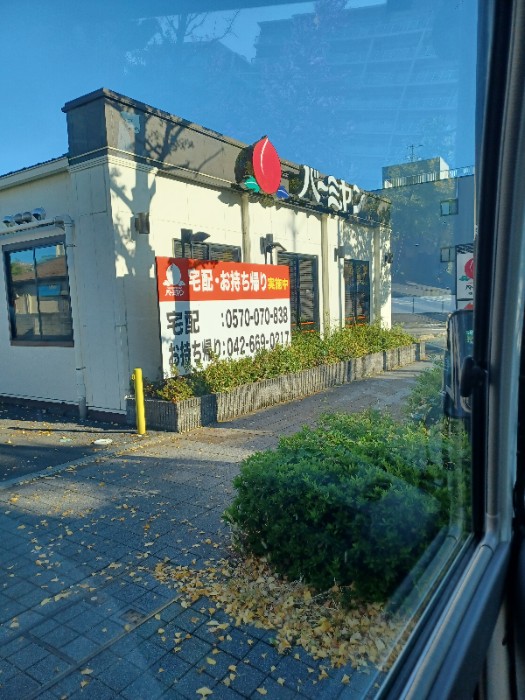 バーミヤン
宅配・お持ち帰り実施中
宅配 :0570-070-838
お持ち帰り:042-669-0217